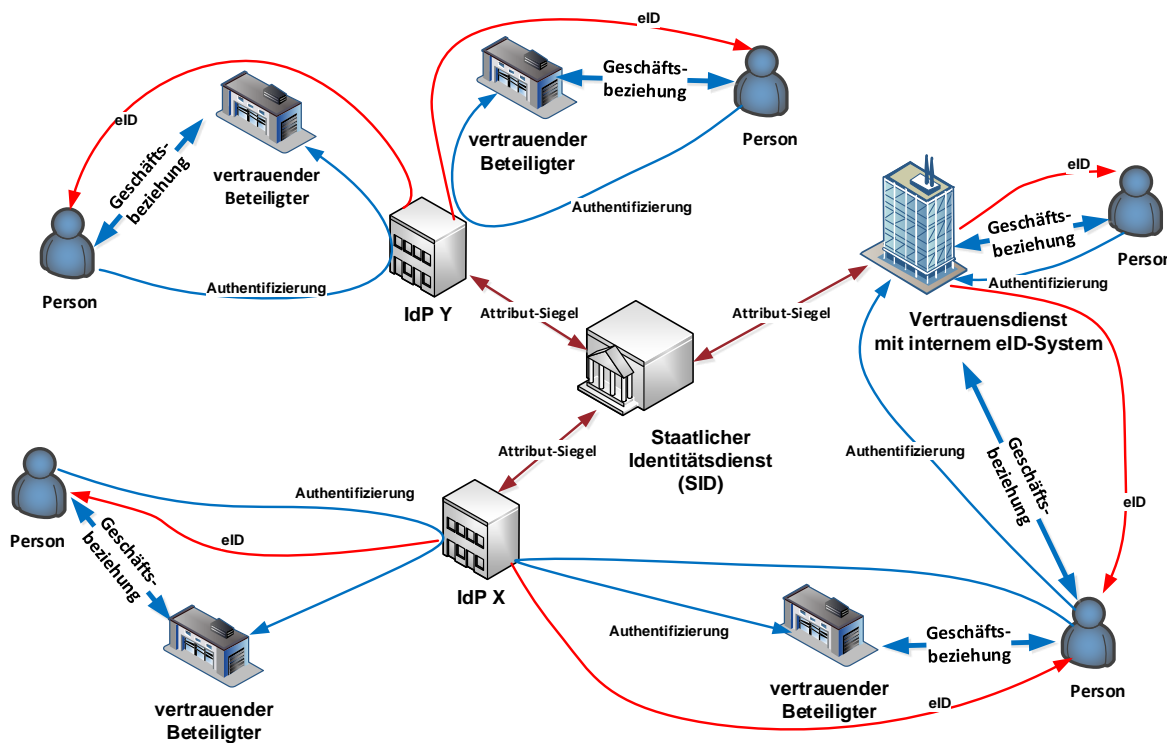 eID
Geschäfts-
beziehung
Person
vertrauender
Beteiligter
Authentifizierung
eID
Geschäfts-
beziehung
vertrauender
Beteiligter
Person
Authentifizierung
IdP Y
eID
Geschäfts-
beziehung
Person
Authentifizierung
Vertrauensdienst
mit internem eID-System
Attribut-Siegel
Attribut-Siegel
Staatlicher
Identitätsdienst
(SID)
Attribut-Siegel
Authentifizierung
Geschäfts-
beziehung
eID
Person
Authentifizierung
eID
Geschäfts-
beziehung
vertrauender
Beteiligter
IdP X
Authentifizierung
Geschäfts-
beziehung
vertrauender
Beteiligter
eID
Person